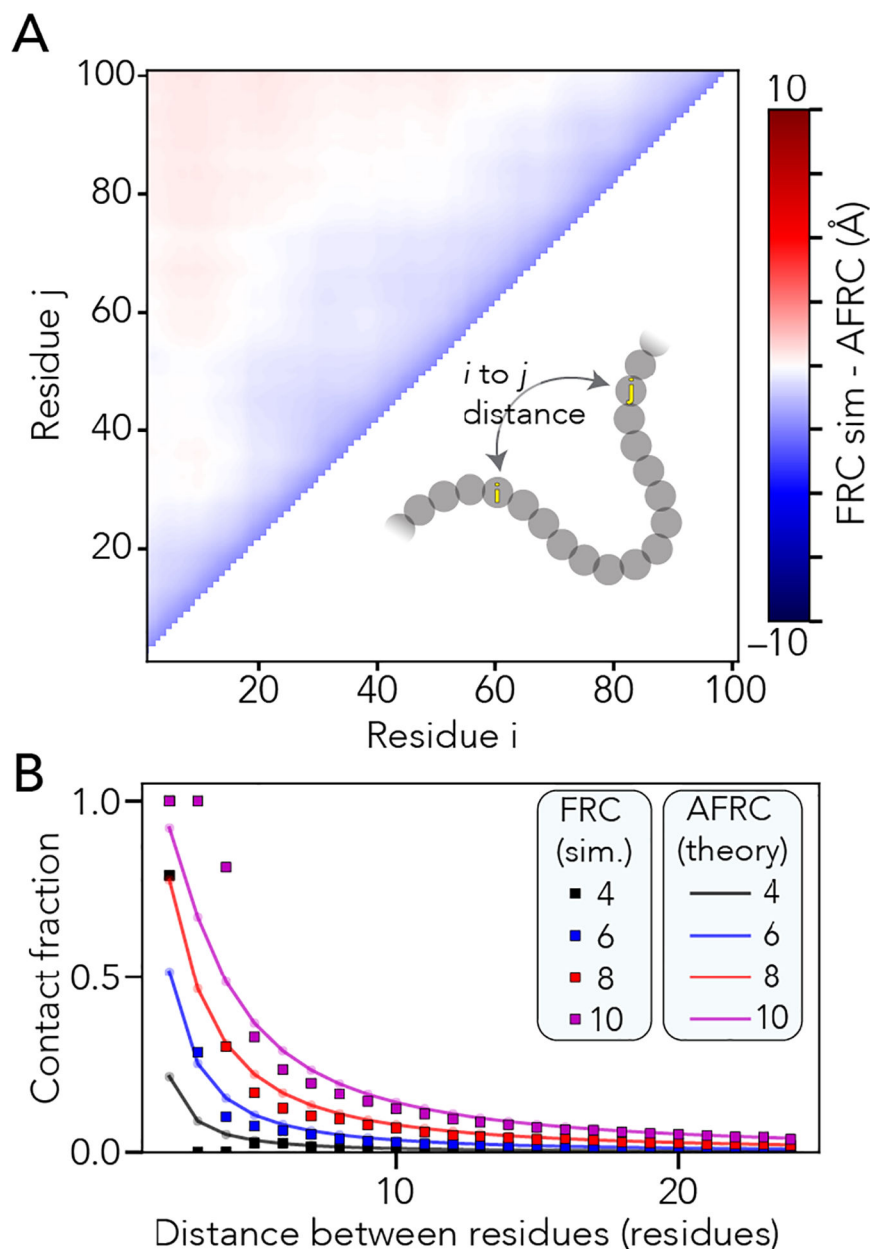 A
100
80
60
40
20
Residue j
20
40
60
80
100
Residue i
i to j
distance
i
j
10
–10
FRC sim - AFRC (Å)
B
1.0
0.5
0.0
Contact fraction
10
20
Distance between residues (residues)
FRC
(sim.)
4
6
8
10
AFRC
(theory)
4
6
8
10